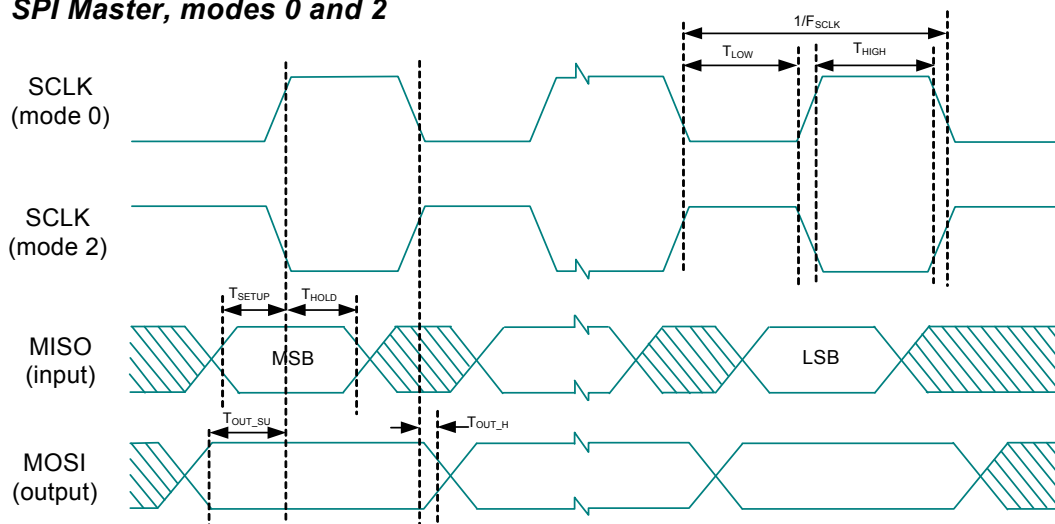 SPI Master, modes 0 and 2
1/FSCLK
TLOW
THIGH
SCLK
(mode 0)
SCLK
(mode 2)
TSETUP
THOLD
MISO
(input)
MSB
LSB
TOUT_SU
TOUT_H
MOSI
(output)